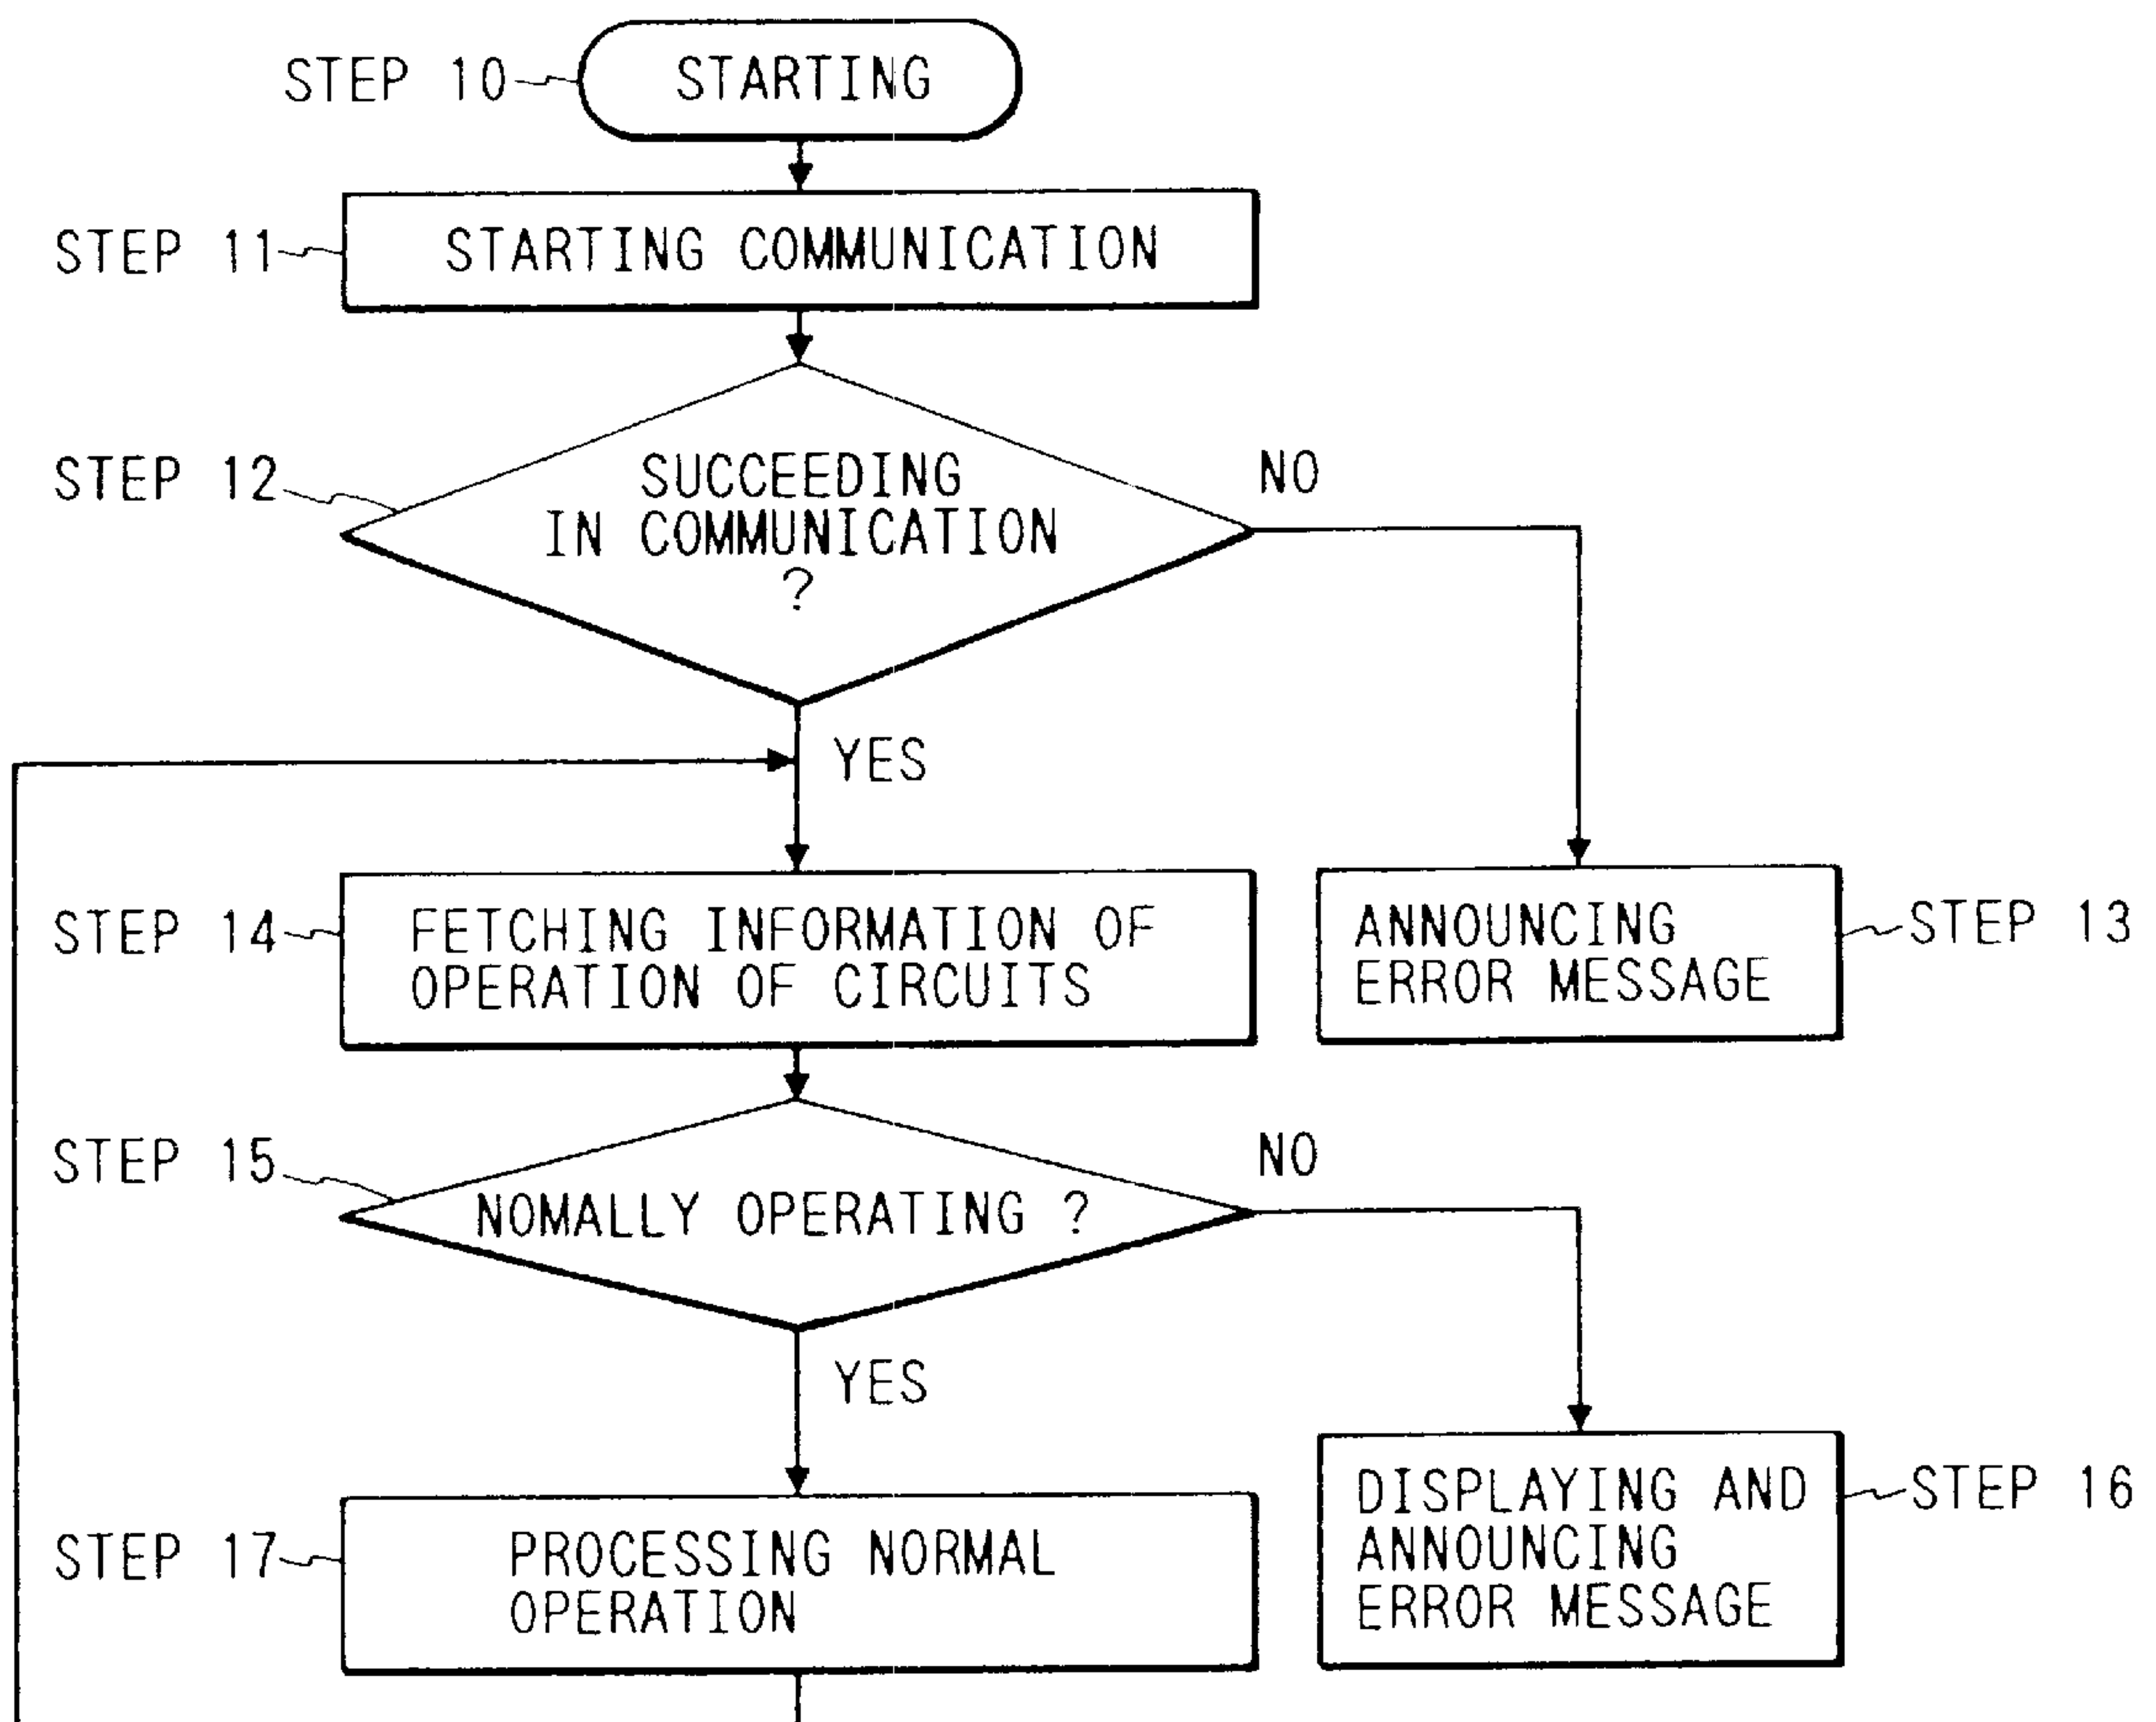 STEP 10
STARTING
STEP 11
STARTING COMMUNICATION
STEP 12
SUCCEEDING
IN COMMUNICATION
?
NO
YES
STEP 14
FETCHING INFORMATION OF
OPERATION OF CIRCUITS
ANNOUNCING
ERROR MESSAGE
STEP 13
STEP 15
NOMALLY OPERATING ?
NO
YES
STEP 17
PROCESSING NORMAL
OPERATION
DISPLAYING AND
ANNOUNCING
ERROR MESSAGE
STEP 16